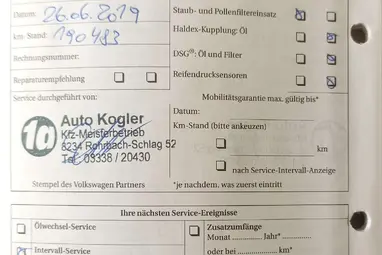 Datum: 26.06.2019
km-Stand: 190483
Rechnungsnummer:
Reparaturempfehlung
Service durchgeführt von:
1a Auto Kogler
Kfz-Meisterbetrieb
8234 Rohrbach-Schlag 52
Tel. 03338 / 20430
Stempel des Volkswagen Partners
Staub- und Pollenfiltereinsatz
Haldex-Kupplung: Öl
DSG®: Öl und Filter
Reifendrucksensoren
Mobilitätsgarantie max. gültig bis*
Datum:
Km-Stand (bitte ankreuzen)
km
nach Service-Intervall-Anzeige
*je nachdem, was zuerst eintritt
Ihre nächsten Service-Ereignisse
Ölwechsel-Service
Intervall-Service
Zusatzumfänge
Monat .............. Jahr*
oder bei .............. km*